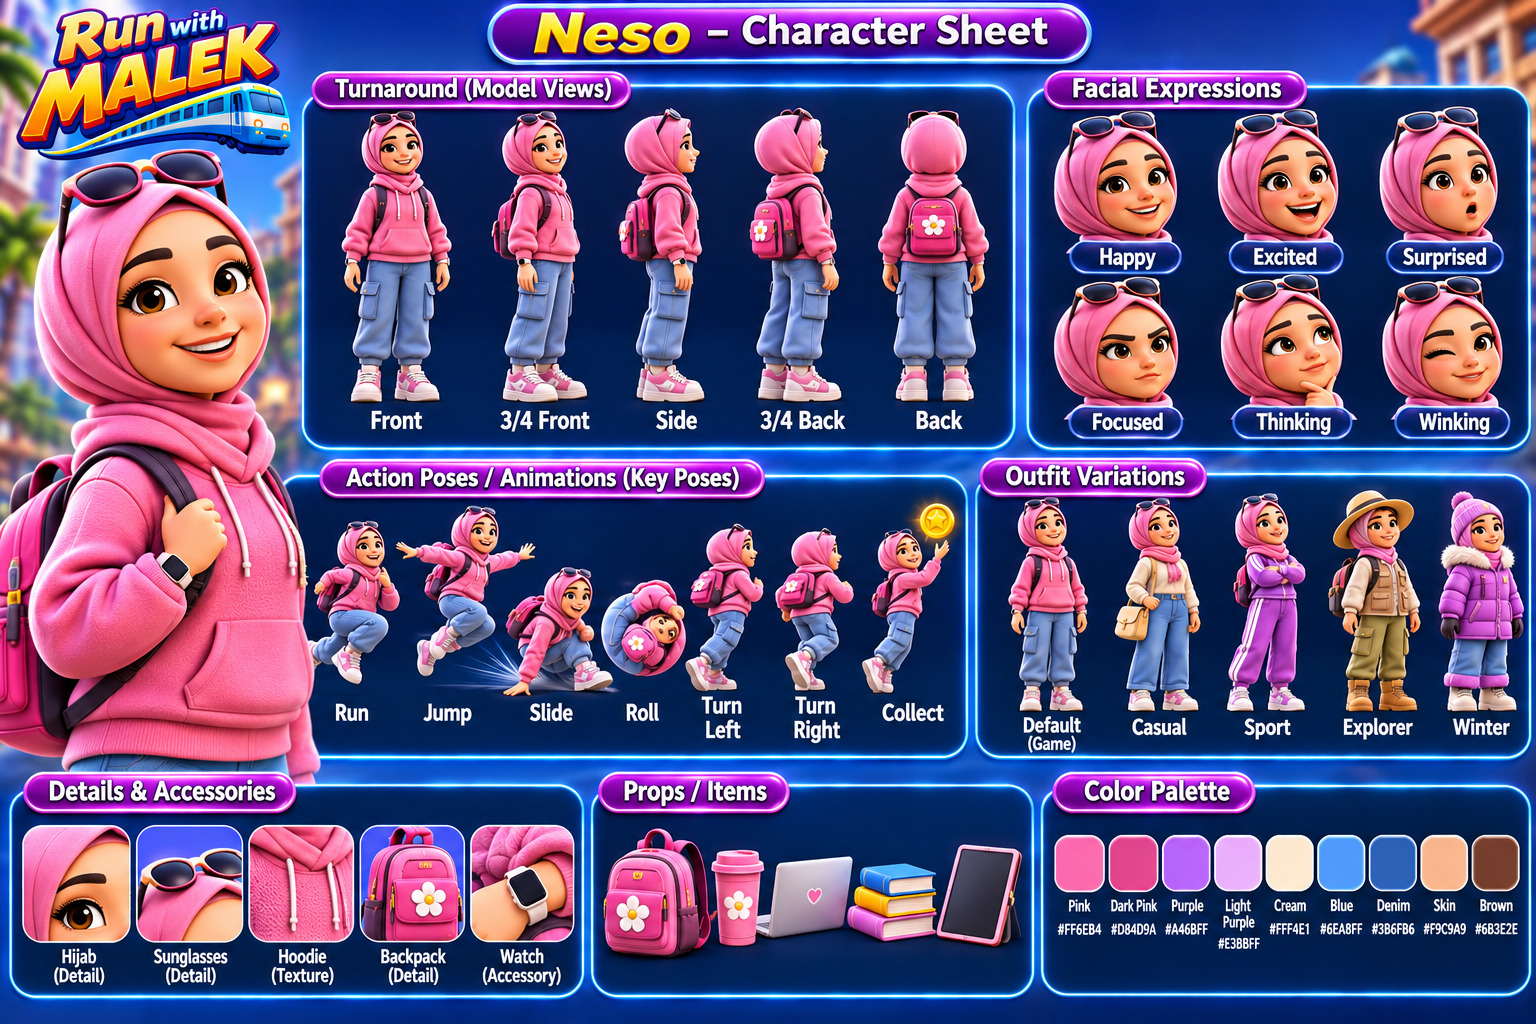 Run with
MALEK
Neso – Character Sheet
Turnaround (Model Views)
Front
3/4 Front
Side
3/4 Back
Back
Facial Expressions
Happy
Excited
Surprised
Focused
Thinking
Winking
Action Poses / Animations (Key Poses)
Run
Jump
Slide
Roll
Turn
Left
Turn
Right
Collect
Outfit Variations
Default
(Game)
Casual
Sport
Explorer
Winter
Details & Accessories
Hijab
(Detail)
Sunglasses
(Detail)
Hoodie
(Texture)
Backpack
(Detail)
Watch
(Accessory)
Props / Items
Color Palette
Pink
#FF6EB4
Dark Pink
#D84D9A
Purple
#A46BFF
Light
Purple
#E3BBFF
Cream
#FFF4E1
Blue
#6EA8FF
Denim
#3B6FB6
Skin
#F9C9A9
Brown
#6B3E2E